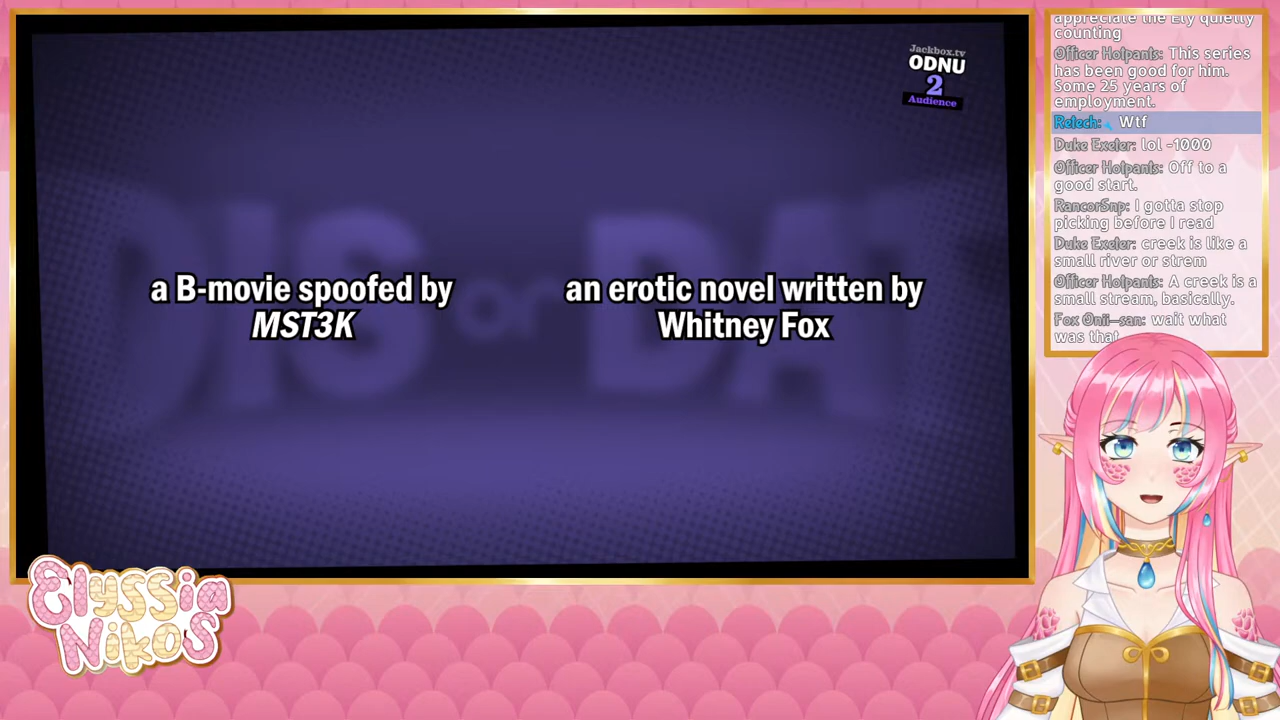 Jackbox.tv
ODNU
2
Audience
DIS or DAT
a B-movie spoofed by
MST3K
an erotic novel written by
Whitney Fox
appreciate the Ely quietly
counting
Officer Hotpants: This series
has been good for him.
Some 25 years of
employment.
Relech: Wtf
Duke Exeter: lol -1000
Officer Hotpants: Off to a
good start.
RancorSnp: I gotta stop
picking before I read
Duke Exeter: creek is like a
small river or strem
Officer Hotpants: A creek is a
small stream, basically.
Fox Onii-san: wait what
was that
Elyssia
Nikos